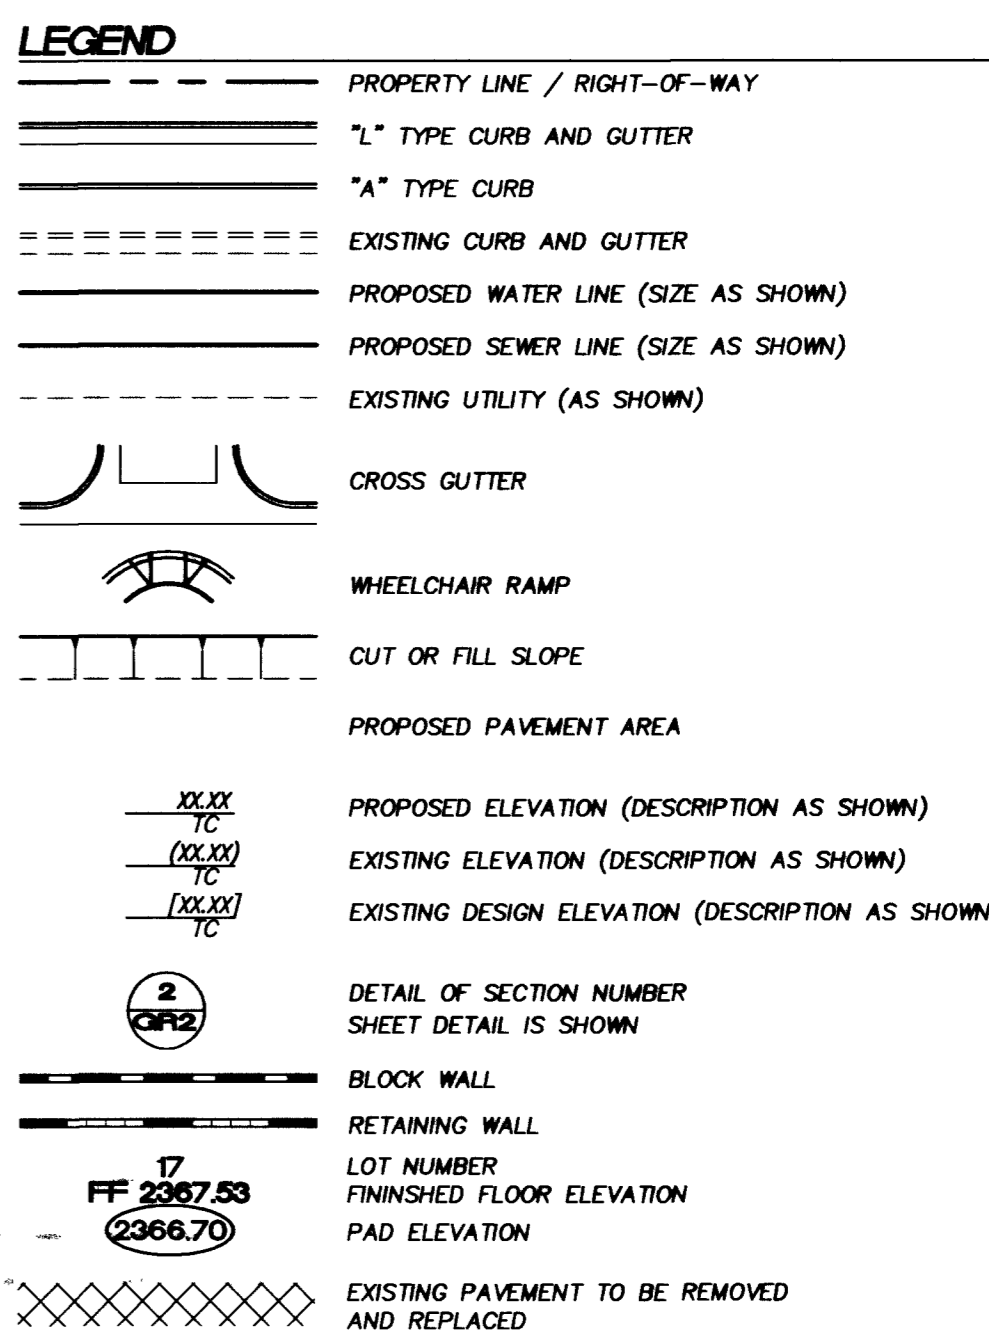 LEGEND
PROPERTY LINE / RIGHT-OF-WAY
"L" TYPE CURB AND GUTTER
"A" TYPE CURB
EXISTING CURB AND GUTTER
PROPOSED WATER LINE (SIZE AS SHOWN)
PROPOSED SEWER LINE (SIZE AS SHOWN)
EXISTING UTILITY (AS SHOWN)
CROSS GUTTER
WHEELCHAIR RAMP
CUT OR FILL SLOPE
PROPOSED PAVEMENT AREA
XX.XX PROPOSED ELEVATION (DESCRIPTION AS SHOWN)
TC
(XX.XX) EXISTING ELEVATION (DESCRIPTION AS SHOWN)
TC
[XX.XX] EXISTING DESIGN ELEVATION (DESCRIPTION AS SHOWN
TC
2 DETAIL OF SECTION NUMBER
GR2 SHEET DETAIL IS SHOWN
BLOCK WALL
RETAINING WALL
17 LOT NUMBER
FF 2367.53 FININSHED FLOOR ELEVATION
2366.70 PAD ELEVATION
EXISTING PAVEMENT TO BE REMOVED
AND REPLACED